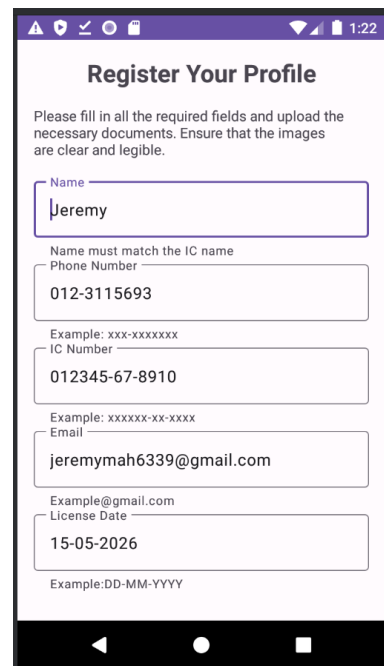 1:22
Register Your Profile
Please fill in all the required fields and upload the
necessary documents. Ensure that the images
are clear and legible.
Name
Jeremy
Name must match the IC name
Phone Number
012-3115693
Example: xxx-xxxxxxx
IC Number
012345-67-8910
Example: xxxxxx-xx-xxxx
Email
jeremymah6339@gmail.com
Example@gmail.com
License Date
15-05-2026
Example:DD-MM-YYYY